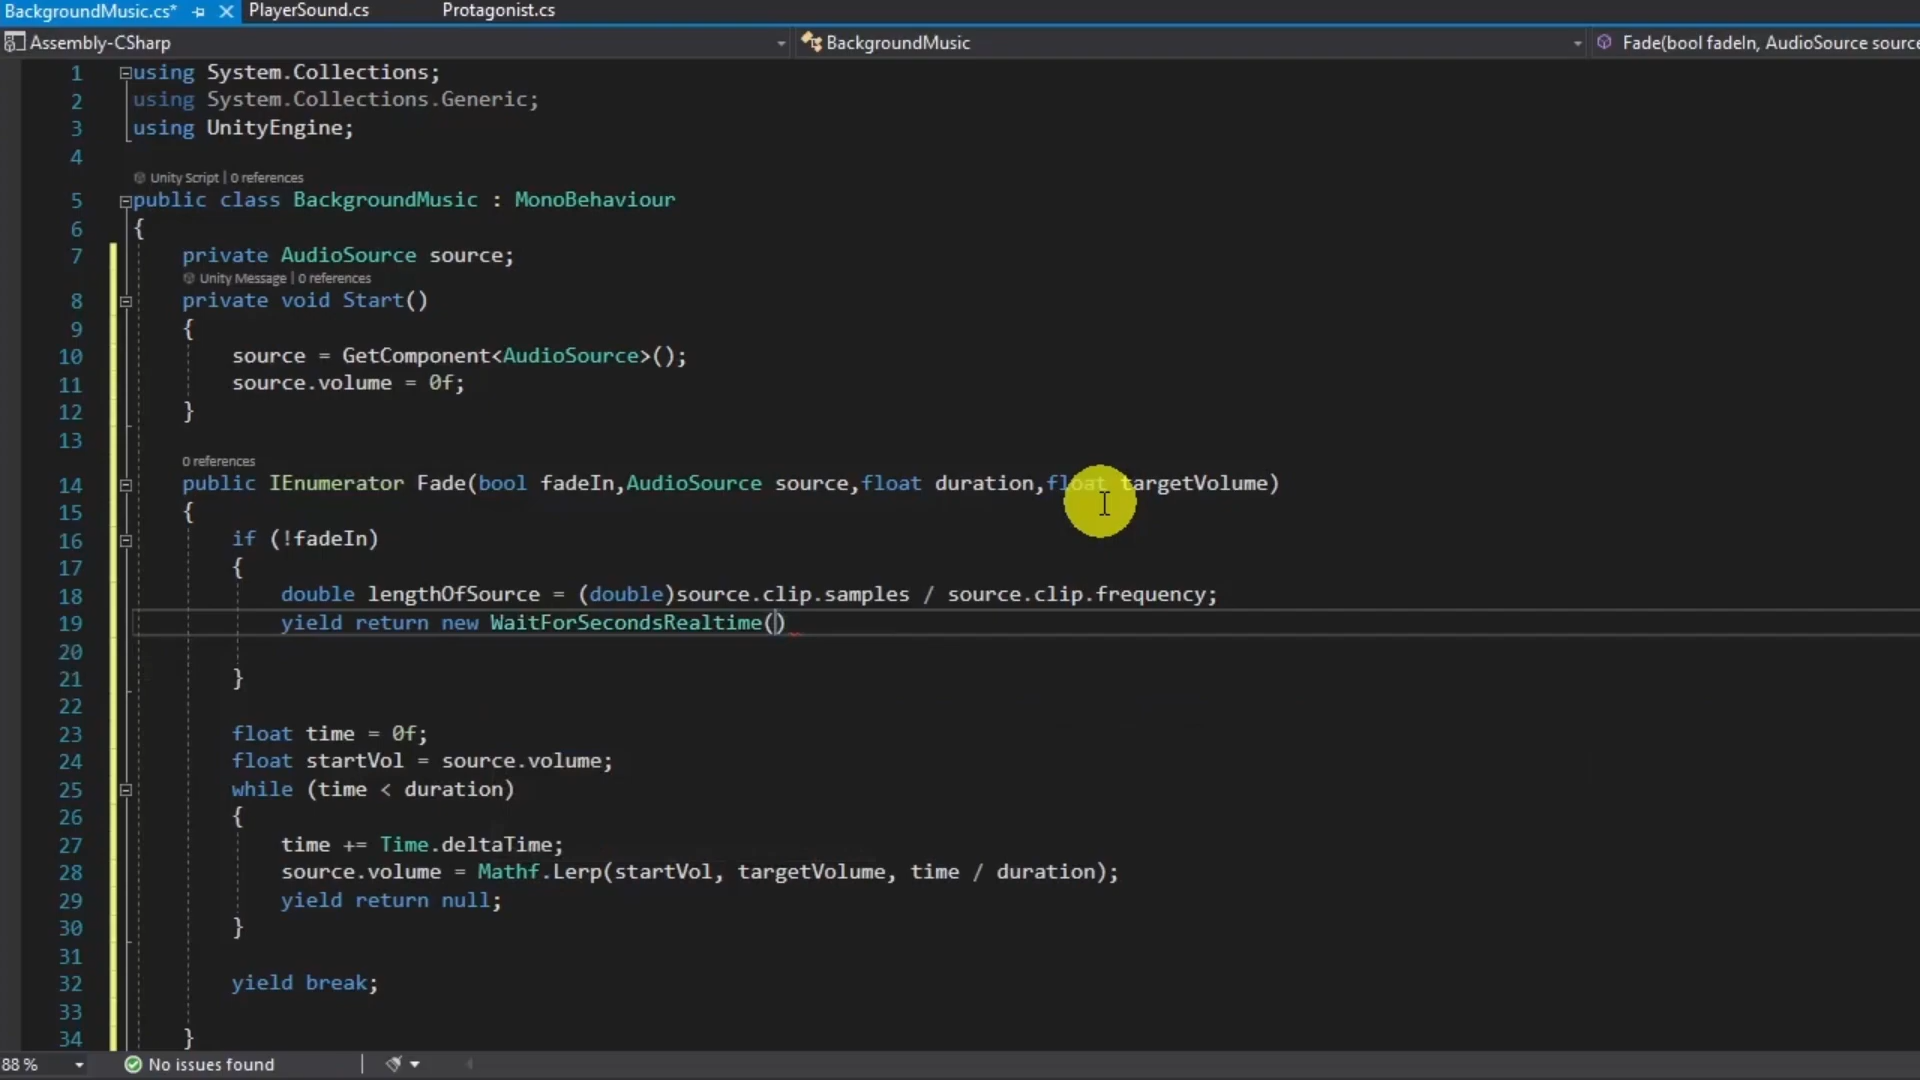 BackgroundMusic.cs* PlayerSound.cs Protagonist.cs
Assembly-CSharp BackgroundMusic Fade(bool fadeIn, AudioSource source
1 using System.Collections;
2 using System.Collections.Generic;
3 using UnityEngine;
4
Unity Script | 0 references
5 public class BackgroundMusic : MonoBehaviour
6 {
7 private AudioSource source;
Unity Message | 0 references
8 private void Start()
9 {
10 source = GetComponent<AudioSource>();
11 source.volume = 0f;
12 }
13
0 references
14 public IEnumerator Fade(bool fadeIn,AudioSource source,float duration,float targetVolume)
15 {
16 if (!fadeIn)
17 {
18 double lengthOfSource = (double)source.clip.samples / source.clip.frequency;
19 yield return new WaitForSecondsRealtime()
20
21 }
22
23 float time = 0f;
24 float startVol = source.volume;
25 while (time < duration)
26 {
27 time += Time.deltaTime;
28 source.volume = Mathf.Lerp(startVol, targetVolume, time / duration);
29 yield return null;
30 }
31
32 yield break;
33
34 }
88 % No issues found